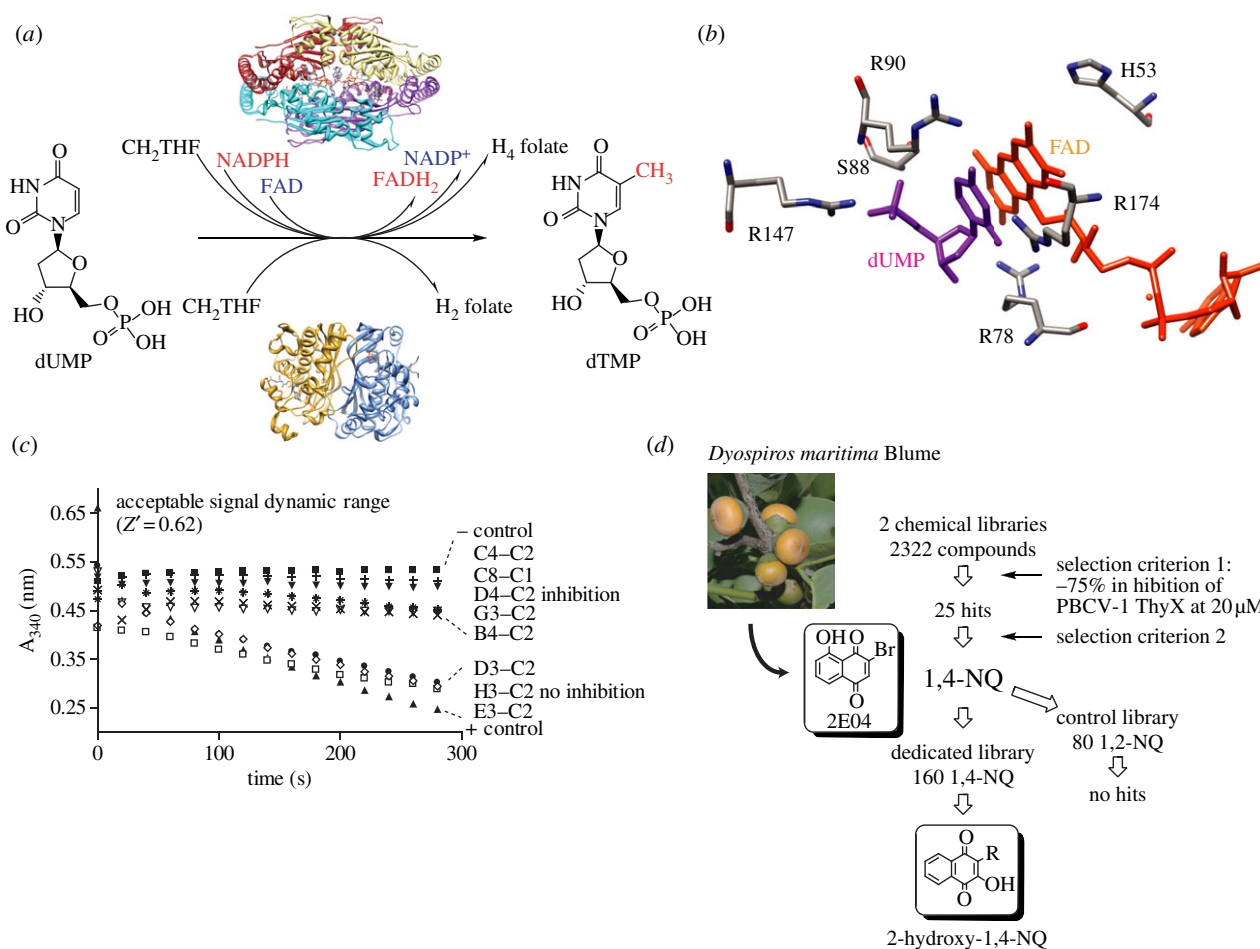 (a)
CH2THF
NADPH
FAD
NADP+
FADH2
H4 folate
O
HN
O
N
O
HO
O
P
O
OH
OH
dUMP
CH2THF
H2 folate
O
CH3
HN
O
N
O
HO
O
P
O
OH
OH
dTMP
(b)
R90
H53
S88
FAD
R174
R147
dUMP
R78
(c)
acceptable signal dynamic range
(Z′ = 0.62)
0.65
0.55
0.45
0.35
0.25
A340 (nm)
0
100
200
300
time (s)
– control
C4–C2
C8–C1
D4–C2 inhibition
G3–C2
B4–C2
D3–C2
H3–C2 no inhibition
E3–C2
+ control
(d)
Dyospiros maritima Blume
OH O
Br
O
2E04
2 chemical libraries
2322 compounds
selection criterion 1:
–75% in hibition of
PBCV-1 ThyX at 20 µM
25 hits
selection criterion 2
1,4-NQ
control library
80 1,2-NQ
no hits
dedicated library
160 1,4-NQ
O
R
OH
O
2-hydroxy-1,4-NQ